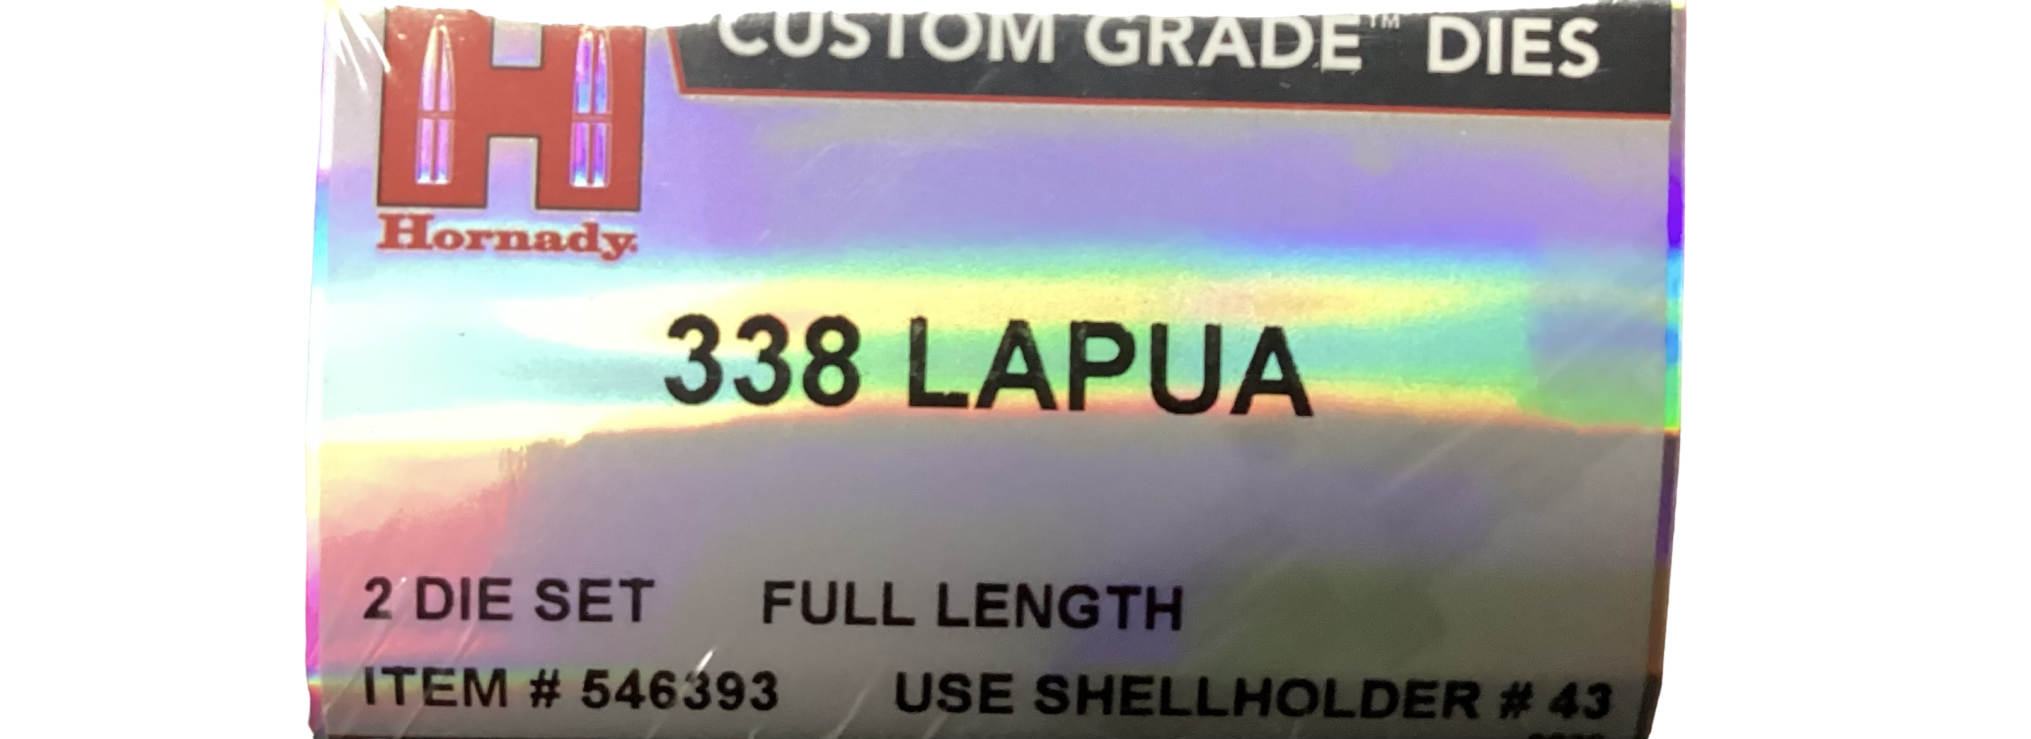 CUSTOM GRADE™ DIES
Hornady
338 LAPUA
2 DIE SET FULL LENGTH
ITEM # 546393 USE SHELLHOLDER # 43